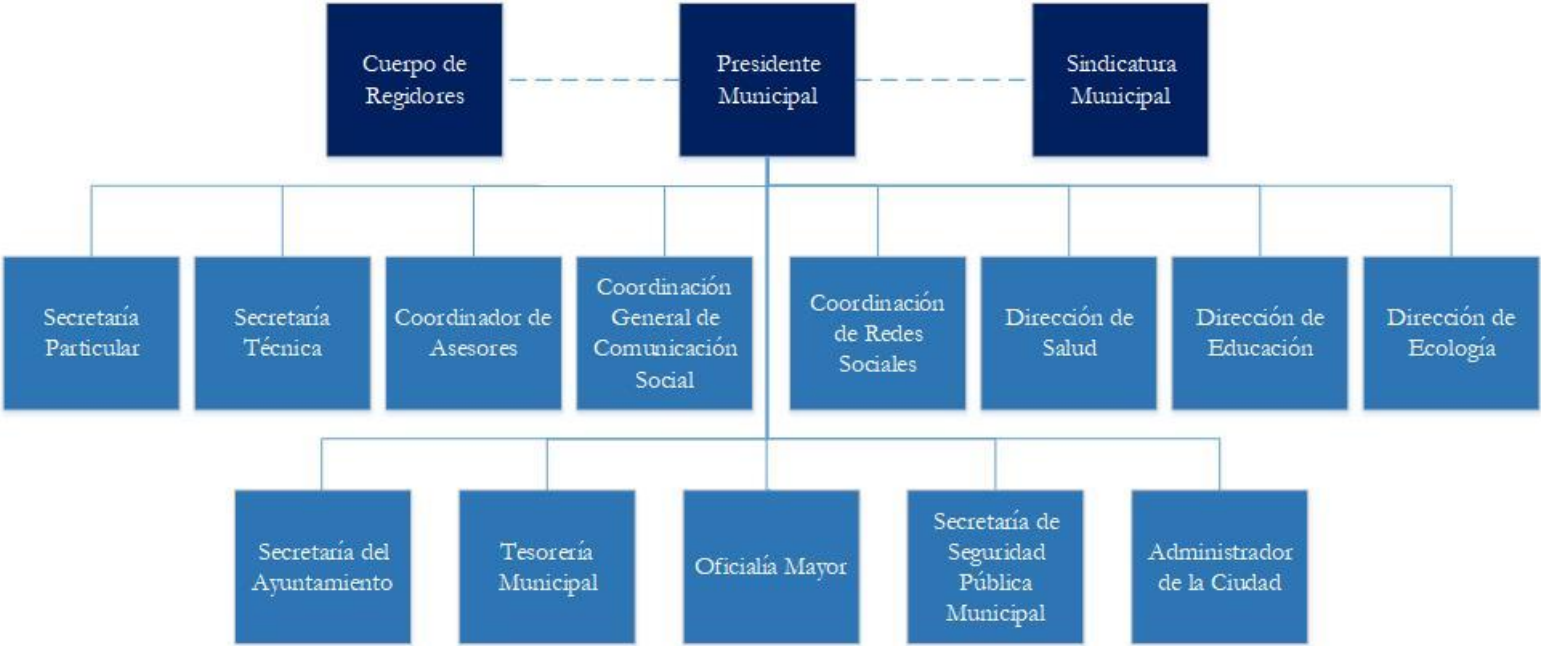 Cuerpo de
Regidores
Presidente
Municipal
Sindicatura
Municipal
Secretaría
Particular
Secretaría
Técnica
Coordinador de
Asesores
Coordinación
General de
Comunicación
Social
Coordinación
de Redes
Sociales
Dirección de
Salud
Dirección de
Educación
Dirección de
Ecología
Secretaría del
Ayuntamiento
Tesorería
Municipal
Oficialía Mayor
Secretaría de
Seguridad
Pública
Municipal
Administrador
de la Ciudad